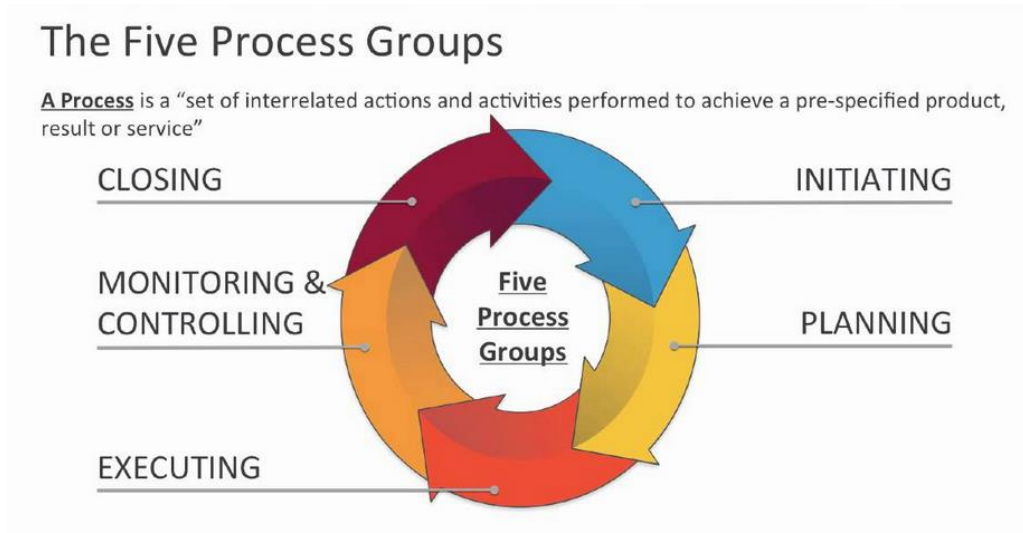 The Five Process Groups
A Process is a “set of interrelated actions and activities performed to achieve a pre-specified product,
result or service”
CLOSING
INITIATING
MONITORING &
CONTROLLING
Five
Process
Groups
PLANNING
EXECUTING